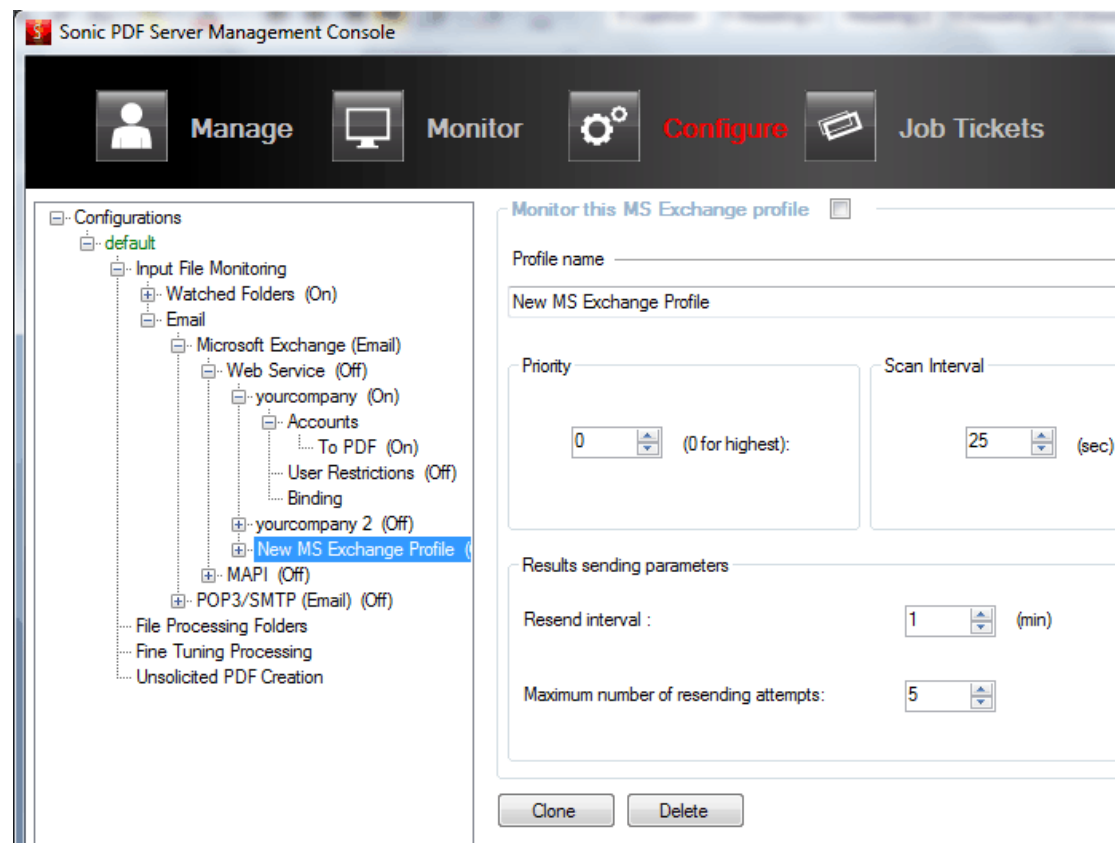 Sonic PDF Server Management Console
Manage
Monitor
Configure
Job Tickets
Configurations
default
Input File Monitoring
Watched Folders (On)
Email
Microsoft Exchange (Email)
Web Service (Off)
yourcompany (On)
Accounts
To PDF (On)
User Restrictions (Off)
Binding
yourcompany 2 (Off)
New MS Exchange Profile (
MAPI (Off)
POP3/SMTP (Email) (Off)
File Processing Folders
Fine Tuning Processing
Unsolicited PDF Creation
Monitor this MS Exchange profile
Profile name
New MS Exchange Profile
Priority
0 (0 for highest):
Scan Interval
25 (sec)
Results sending parameters
Resend interval : 1 (min)
Maximum number of resending attempts: 5
Clone Delete